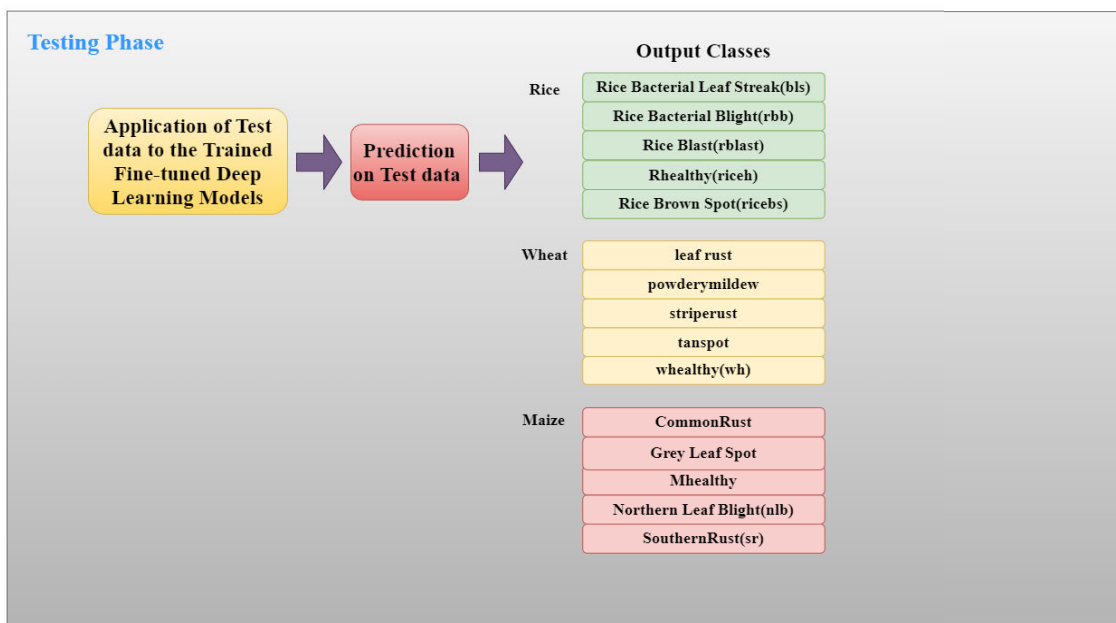 Testing Phase
Application of Test
data to the Trained
Fine-tuned Deep
Learning Models
Prediction
on Test data
Output Classes
Rice
Rice Bacterial Leaf Streak(bls)
Rice Bacterial Blight(rbb)
Rice Blast(rblast)
Rhealthy(riceh)
Rice Brown Spot(ricebs)
Wheat
leaf rust
powderymildew
striperust
tanspot
whealthy(wh)
Maize
CommonRust
Grey Leaf Spot
Mhealthy
Northern Leaf Blight(nlb)
SouthernRust(sr)